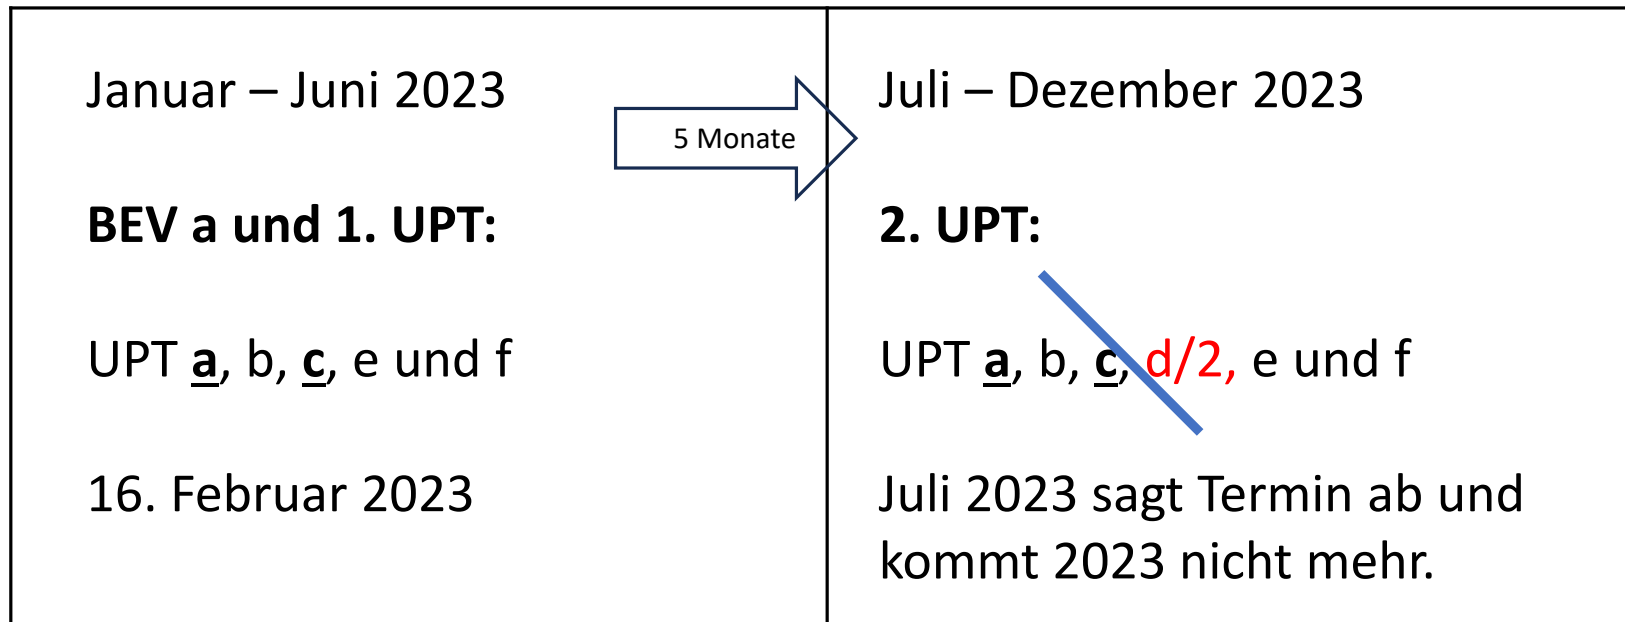 Januar – Juni 2023
5 Monate
BEV a und 1. UPT:
UPT a, b, c, e und f
16. Februar 2023
Juli – Dezember 2023
2. UPT:
UPT a, b, c, d/2, e und f
Juli 2023 sagt Termin ab und
kommt 2023 nicht mehr.